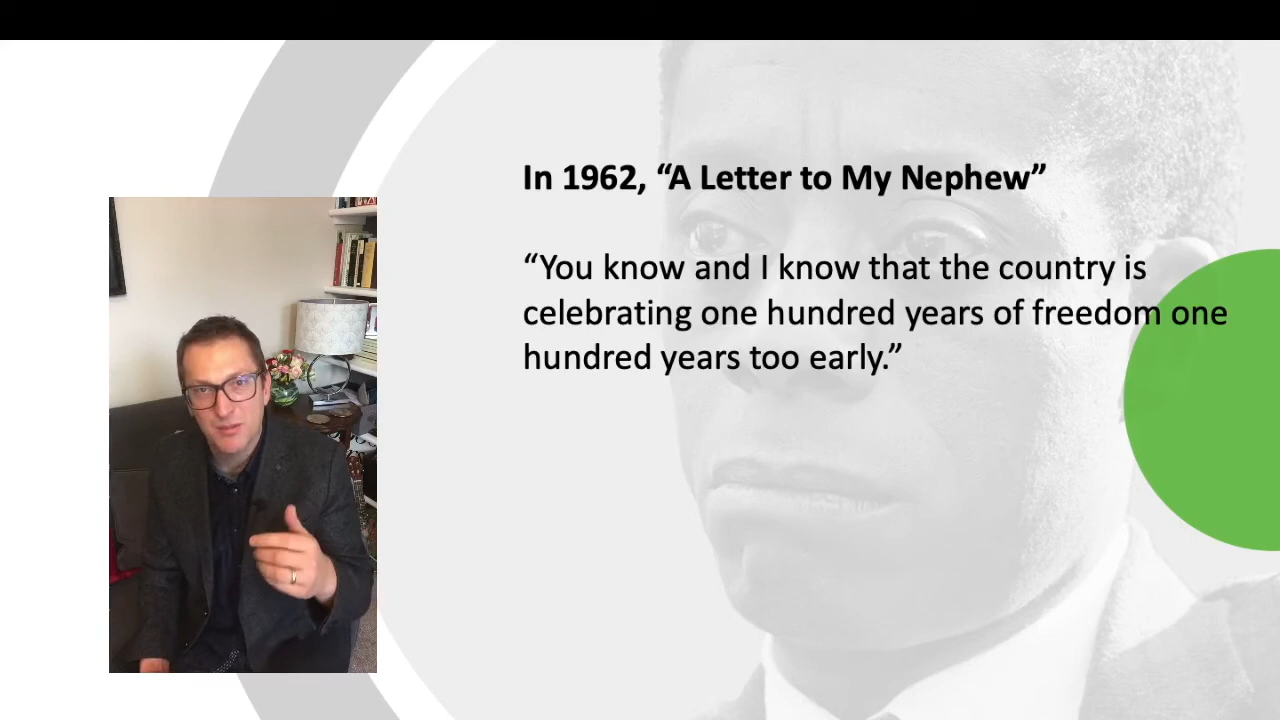 In 1962, “A Letter to My Nephew”
“You know and I know that the country is
celebrating one hundred years of freedom one
hundred years too early.”